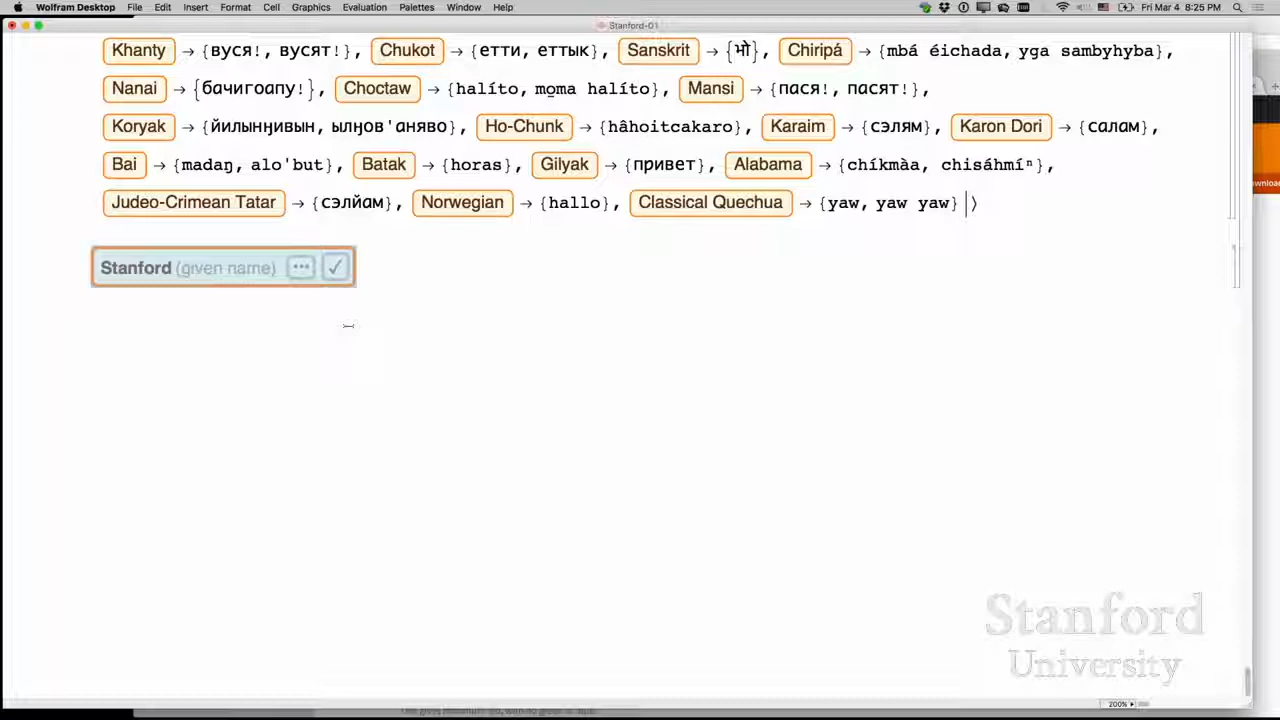 Wolfram Desktop File Edit Insert Format Cell Graphics Evaluation Palettes Window Help Fri Mar 4 8:25 PM
Stanford-01
Khanty → {вуся!, вусят!}, Chukot → {етти, еттык}, Sanskrit → {भो}, Chiripá → {mbá éichada, yga sambyhyba},
Nanai → {бачигоапу!}, Choctaw → {halíto, mo̱ma halíto}, Mansi → {пася!, пасят!},
Koryak → {йилынӈивын, ылӈов'аняво}, Ho-Chunk → {hâhoitcakaro}, Karaim → {сэлям}, Karon Dori → {салам},
Bai → {madaŋ, alo'but}, Batak → {horas}, Gilyak → {привет}, Alabama → {chíkmàa, chisáhmíⁿ},
Judeo-Crimean Tatar → {сэлйам}, Norwegian → {hallo}, Classical Quechua → {yaw, yaw yaw} ⟩
Stanford (given name) ··· ✓
Stanford
University
200%